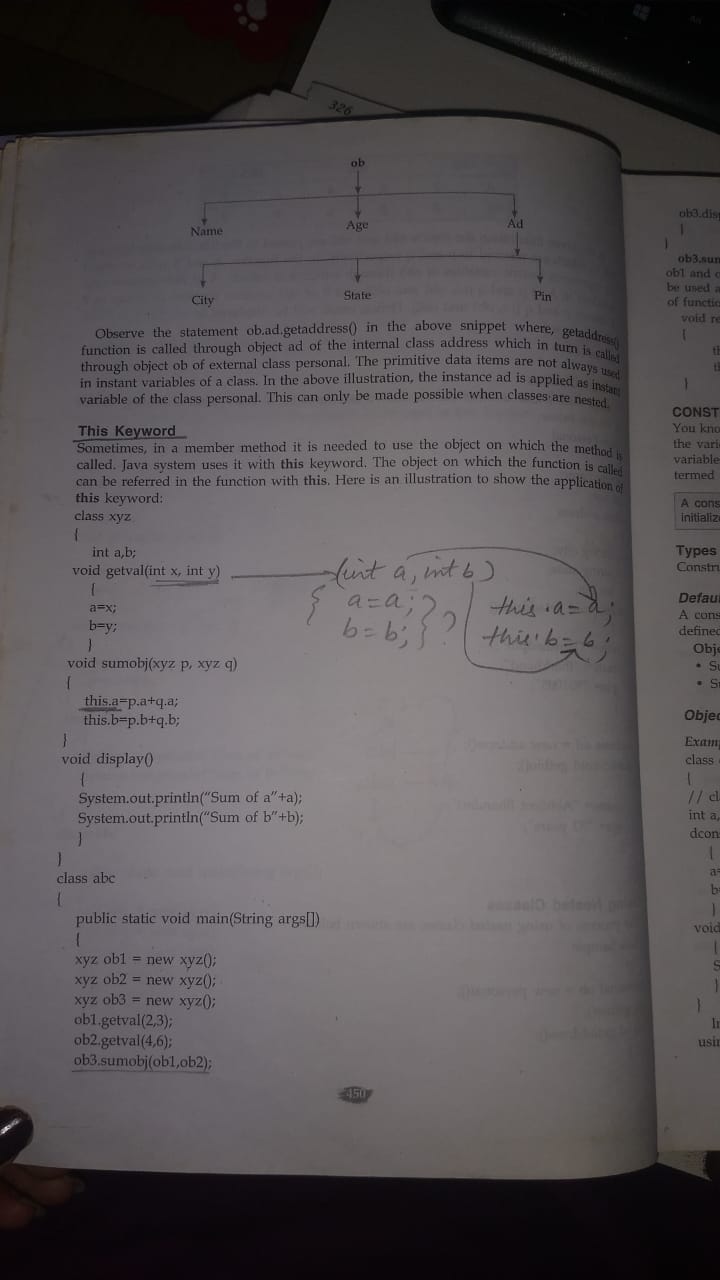 326
ob
Name Age Ad
City State Pin
Observe the statement ob.ad.getaddress() in the above snippet where, getaddress()
function is called through object ad of the internal class address which in turn is called
through object ob of external class personal. The primitive data items are not always used
in instant variables of a class. In the above illustration, the instance ad is applied as instant
variable of the class personal. This can only be made possible when classes are nested.
This Keyword
Sometimes, in a member method it is needed to use the object on which the method is
called. Java system uses it with this keyword. The object on which the function is called
can be referred in the function with this. Here is an illustration to show the application of
this keyword:
class xyz
{
int a,b;
void getval(int x, int y) (int a, int b)
{
a=x; { a=a; this.a=a;
b=y; b=b; } ? this.b=b;
}
void sumobj(xyz p, xyz q)
{
this.a=p.a+q.a;
this.b=p.b+q.b;
}
void display()
{
System.out.println("Sum of a"+a);
System.out.println("Sum of b"+b);
}
}
class abc
{
public static void main(String args[])
{
xyz ob1 = new xyz();
xyz ob2 = new xyz();
xyz ob3 = new xyz();
ob1.getval(2,3);
ob2.getval(4,6);
ob3.sumobj(ob1,ob2);
450
ob3.dis
}
}
ob3.sum
ob1 and
be used
of functio
void re
{
}
CONST
You kno
the vari
variable
termed
A cons
initializ
Types
Constru
Defau
A cons
defined
Obje
• Su
• S
Objec
Examp
class
{
// cl
int a,
dcon
{
a=
b=
}
void
{
S
}
}
In
usin